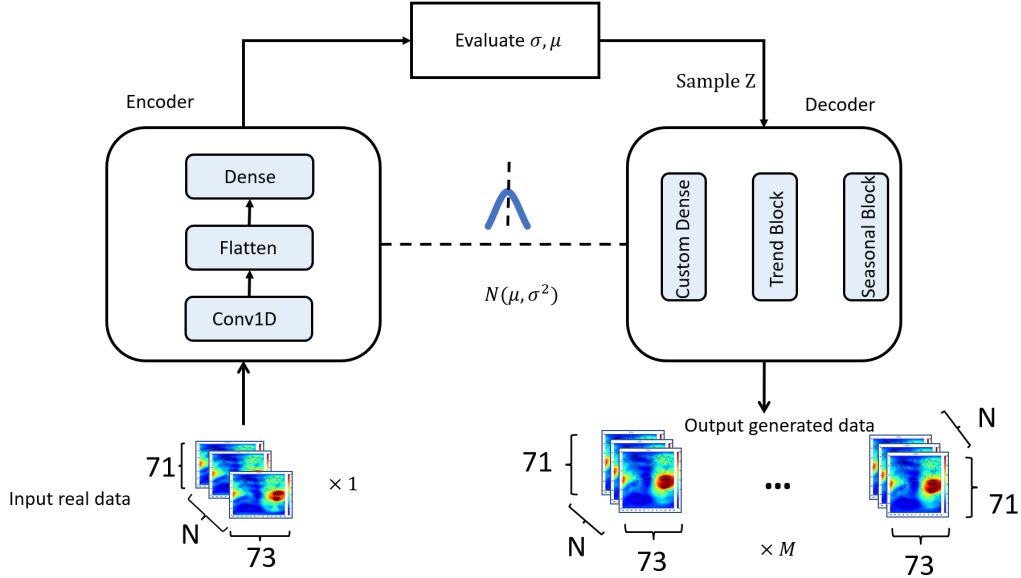 Evaluate σ, μ
Sample Z
Encoder
Decoder
Dense
Flatten
Conv1D
N(μ, σ²)
Custom Dense
Trend Block
Seasonal Block
Input real data
71
N
73
× 1
Output generated data
71
N
73
...
× M
N
71
73